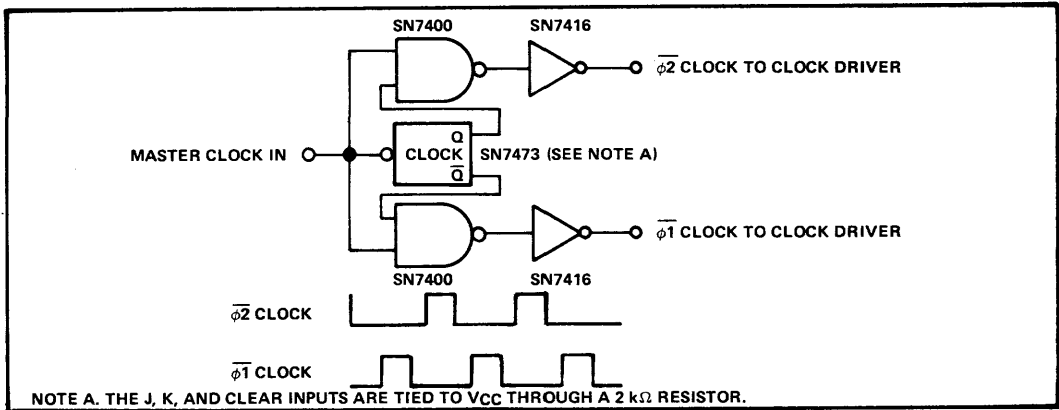 SN7400
SN7416
φ2 CLOCK TO CLOCK DRIVER
MASTER CLOCK IN
Q
CLOCK
Q
SN7473 (SEE NOTE A)
φ1 CLOCK TO CLOCK DRIVER
SN7400
SN7416
φ2 CLOCK
φ1 CLOCK
NOTE A. THE J, K, AND CLEAR INPUTS ARE TIED TO VCC THROUGH A 2 kΩ RESISTOR.